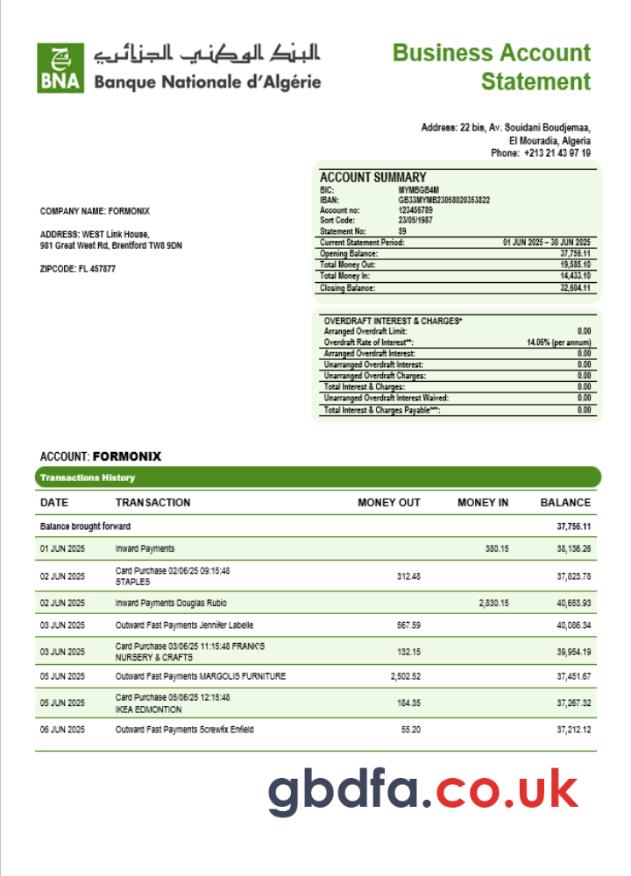 BNA
البنك الوطني الجزائري
Banque Nationale d'Algérie
Business Account
Statement
Address: 22 bis, Av. Souidani Boudjemaa,
El Mouradia, Algeria
Phone: +213 21 43 97 19
ACCOUNT SUMMARY
BIC: MYMBGB4M
IBAN: GB33MYMB23058020353822
Account no: 123456789
Sort Code: 23/05/1987
Statement No: 59
Current Statement Period: 01 JUN 2025 – 30 JUN 2025
Opening Balance: 37,756.11
Total Money Out: 19,585.10
Total Money In: 14,433.10
Closing Balance: 32,604.11
COMPANY NAME: FORMONIX
ADDRESS: WEST Link House,
981 Great West Rd, Brentford TW8 9DN
ZIPCODE: FL 457877
OVERDRAFT INTEREST & CHARGES*
Arranged Overdraft Limit: 0.00
Overdraft Rate of Interest**: 14.06% (per annum)
Arranged Overdraft Interest: 0.00
Unarranged Overdraft Interest: 0.00
Unarranged Overdraft Charges: 0.00
Total Interest & Charges: 0.00
Unarranged Overdraft Interest Waived: 0.00
Total Interest & Charges Payable***: 0.00
ACCOUNT: FORMONIX
Transactions History
DATE TRANSACTION MONEY OUT MONEY IN BALANCE
Balance brought forward 37,756.11
01 JUN 2025 Inward Payments 380.15 38,136.26
02 JUN 2025 Card Purchase 02/06/25 09:15:48 312.48 37,823.78
STAPLES
02 JUN 2025 Inward Payments Douglas Rubio 2,830.15 40,653.93
03 JUN 2025 Outward Fast Payments Jennifer Labelle 567.59 40,086.34
03 JUN 2025 Card Purchase 03/06/25 11:15:48 FRANK'S 132.15 39,954.19
NURSERY & CRAFTS
05 JUN 2025 Outward Fast Payments MARGOLIS FURNITURE 2,502.52 37,451.67
05 JUN 2025 Card Purchase 05/06/25 12:15:48 184.35 37,267.32
IKEA EDMONTION
06 JUN 2025 Outward Fast Payments Screwfix Enfield 55.20 37,212.12
gbdfa.co.uk